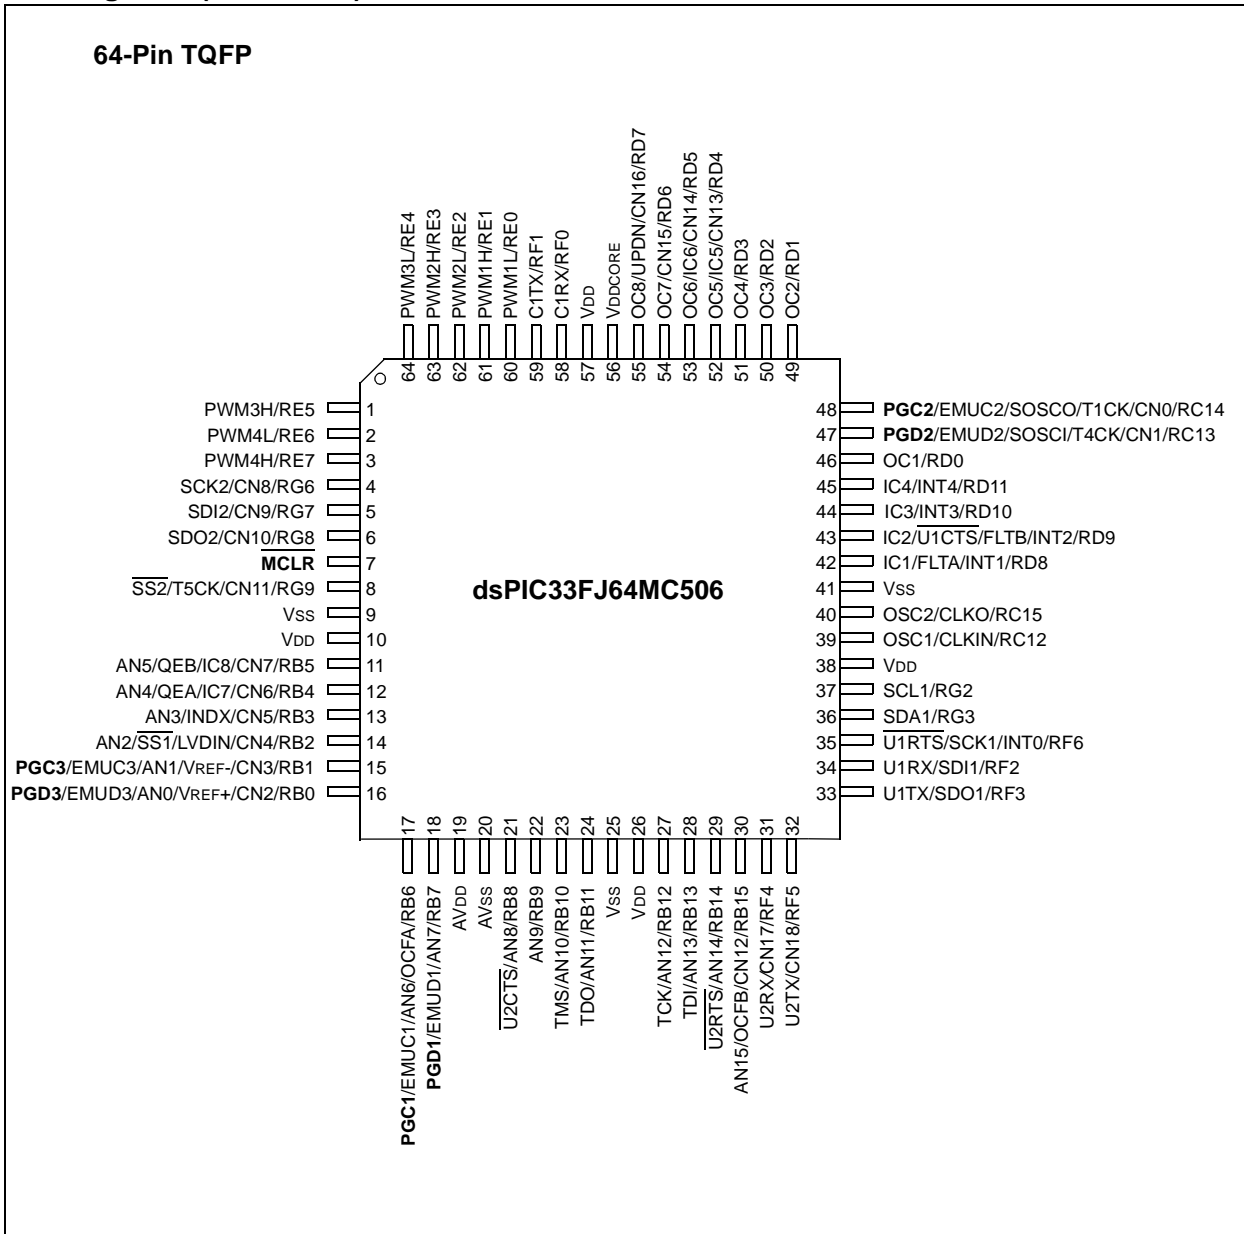 64-Pin TQFP
PWM3L/RE4
PWM2H/RE3
PWM2L/RE2
PWM1H/RE1
PWM1L/RE0
C1TX/RF1
C1RX/RF0
VDD
VDDCORE
OC8/UPDN/CN16/RD7
OC7/CN15/RD6
OC6/IC6/CN14/RD5
OC5/IC5/CN13/RD4
OC4/RD3
OC3/RD2
OC2/RD1
64 63 62 61 60 59 58 57 56 55 54 53 52 51 50 49
PWM3H/RE5 1
PWM4L/RE6 2
PWM4H/RE7 3
SCK2/CN8/RG6 4
SDI2/CN9/RG7 5
SDO2/CN10/RG8 6
MCLR 7
SS2/T5CK/CN11/RG9 8
VSS 9
VDD 10
AN5/QEB/IC8/CN7/RB5 11
AN4/QEA/IC7/CN6/RB4 12
AN3/INDX/CN5/RB3 13
AN2/SS1/LVDIN/CN4/RB2 14
PGC3/EMUC3/AN1/VREF-/CN3/RB1 15
PGD3/EMUD3/AN0/VREF+/CN2/RB0 16
dsPIC33FJ64MC506
48 PGC2/EMUC2/SOSCO/T1CK/CN0/RC14
47 PGD2/EMUD2/SOSCI/T4CK/CN1/RC13
46 OC1/RD0
45 IC4/INT4/RD11
44 IC3/INT3/RD10
43 IC2/U1CTS/FLTB/INT2/RD9
42 IC1/FLTA/INT1/RD8
41 VSS
40 OSC2/CLKO/RC15
39 OSC1/CLKIN/RC12
38 VDD
37 SCL1/RG2
36 SDA1/RG3
35 U1RTS/SCK1/INT0/RF6
34 U1RX/SDI1/RF2
33 U1TX/SDO1/RF3
17 18 19 20 21 22 23 24 25 26 27 28 29 30 31 32
PGC1/EMUC1/AN6/OCFA/RB6
PGD1/EMUD1/AN7/RB7
AVDD
AVSS
U2CTS/AN8/RB8
AN9/RB9
TMS/AN10/RB10
TDO/AN11/RB11
VSS
VDD
TCK/AN12/RB12
TDI/AN13/RB13
U2RTS/AN14/RB14
AN15/OCFB/CN12/RB15
U2RX/CN17/RF4
U2TX/CN18/RF5